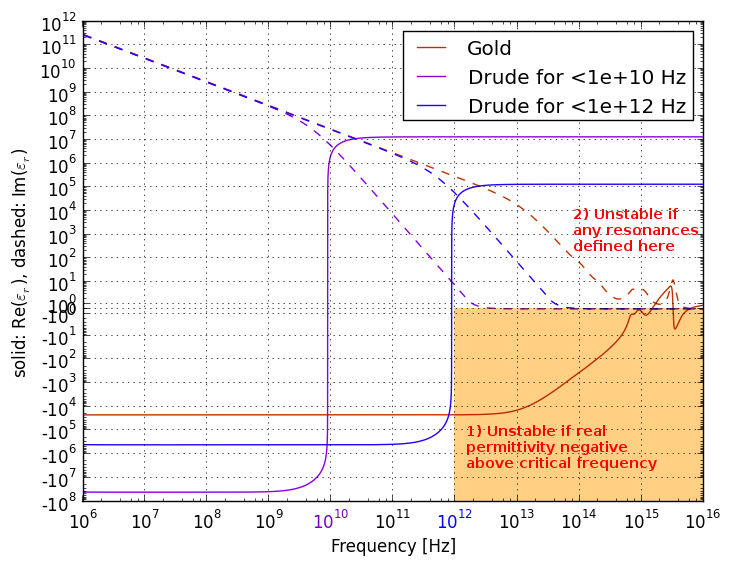 10^12
10^11
10^10
10^9
10^8
10^7
10^6
10^5
10^4
10^3
10^2
10^1
10^0
0
-10^0
-10^1
-10^2
-10^3
-10^4
-10^5
-10^6
-10^7
-10^8
solid: Re(ε_r), dashed: Im(ε_r)
Gold
Drude for <1e+10 Hz
Drude for <1e+12 Hz
2) Unstable if
any resonances
defined here
1) Unstable if real
permittivity negative
above critical frequency
10^6 10^7 10^8 10^9 10^10 10^11 10^12 10^13 10^14 10^15 10^16
Frequency [Hz]